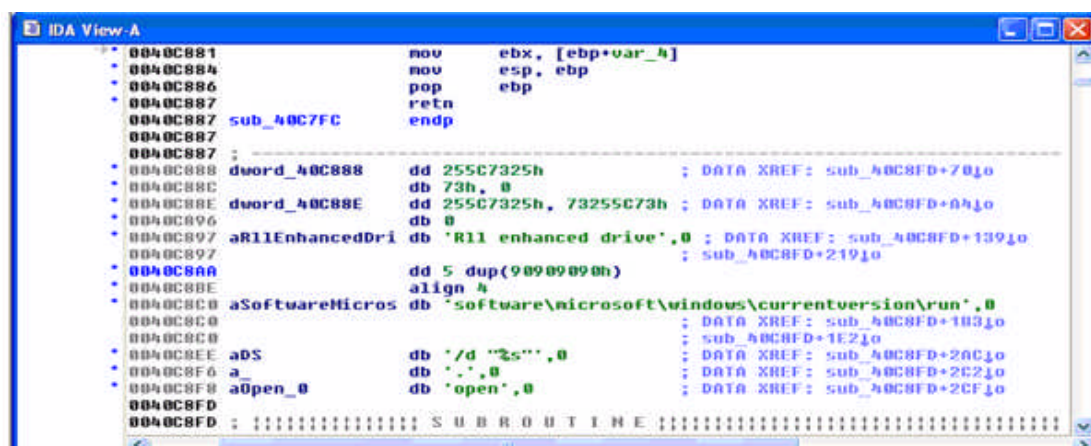 IDA View-A
0040C881 mov ebx, [ebp+var_4]
0040C884 mov esp, ebp
0040C886 pop ebp
0040C887 retn
0040C887 sub_40C7FC endp
0040C887
0040C887 ; ---------------------------------------------------------------------------
0040C888 dword_40C888 dd 255C7325h ; DATA XREF: sub_40C8FD+70↓o
0040C88C db 73h, 0
0040C88E dword_40C88E dd 255C7325h, 73255C73h ; DATA XREF: sub_40C8FD+A4↓o
0040C896 db 0
0040C897 aRllEnhancedDri db 'Rll enhanced drive',0 ; DATA XREF: sub_40C8FD+139↓o
0040C897 ; sub_40C8FD+219↓o
0040C8AA dd 5 dup(90909090h)
0040C8BE align 4
0040C8C0 aSoftwareMicros db 'software\microsoft\windows\currentversion\run',0
0040C8C0 ; DATA XREF: sub_40C8FD+1B3↓o
0040C8C0 ; sub_40C8FD+1E2↓o
0040C8EE aDS db '/d "%s"',0 ; DATA XREF: sub_40C8FD+2AC↓o
0040C8F6 a_ db '.',0 ; DATA XREF: sub_40C8FD+2C2↓o
0040C8F8 aOpen_0 db 'open',0 ; DATA XREF: sub_40C8FD+2CF↓o
0040C8FD
0040C8FD ; ¦¦¦¦¦¦¦¦¦¦¦¦¦¦¦ S U B R O U T I N E ¦¦¦¦¦¦¦¦¦¦¦¦¦¦¦¦¦¦¦¦¦¦¦¦¦¦¦¦¦¦¦¦¦¦¦¦¦¦¦